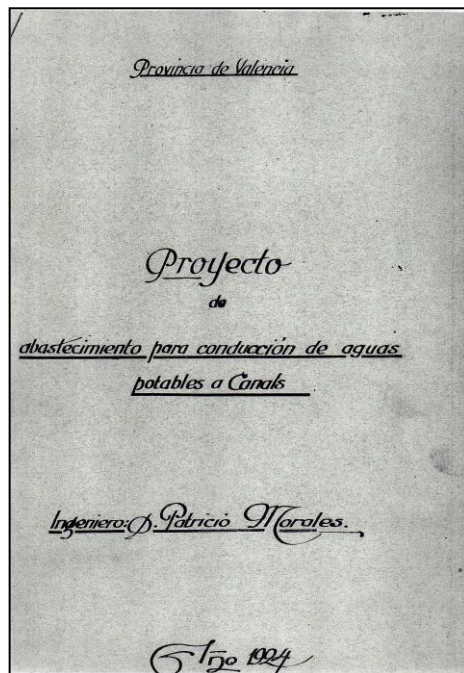 Provincia de Valencia
Proyecto
de
abastecimiento para conducción de aguas
potables a Canals
Ingeniero: D. Patricio Morales.
Año 1924